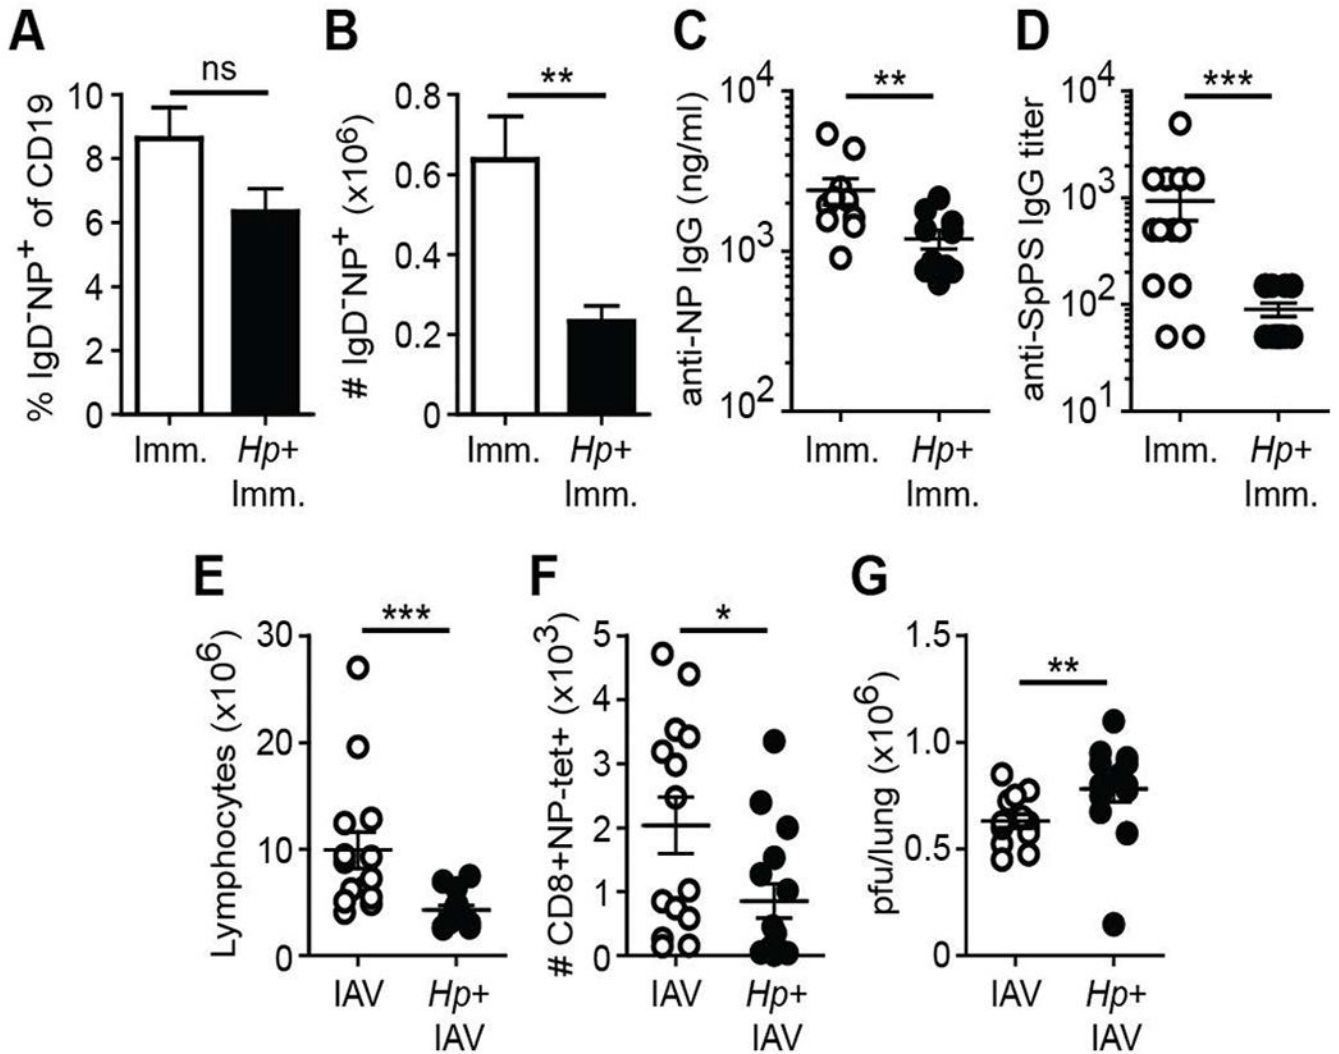 A
B
C
D
ns
**
**
***
% IgD⁻NP⁺ of CD19
10
8
6
4
2
0
Imm.
Hp+
Imm.
# IgD⁻NP⁺ (x10⁶)
0.8
0.6
0.4
0.2
0
Imm.
Hp+
Imm.
anti-NP IgG (ng/ml)
10⁴
10³
10²
Imm.
Hp+
Imm.
anti-SpPS IgG titer
10⁴
10³
10²
10¹
Imm.
Hp+
Imm.
E
F
G
***
*
**
Lymphocytes (x10⁶)
30
20
10
0
IAV
Hp+
IAV
# CD8+NP-tet+ (x10³)
5
4
3
2
1
0
IAV
Hp+
IAV
pfu/lung (x10⁶)
1.5
1.0
0.5
0
IAV
Hp+
IAV